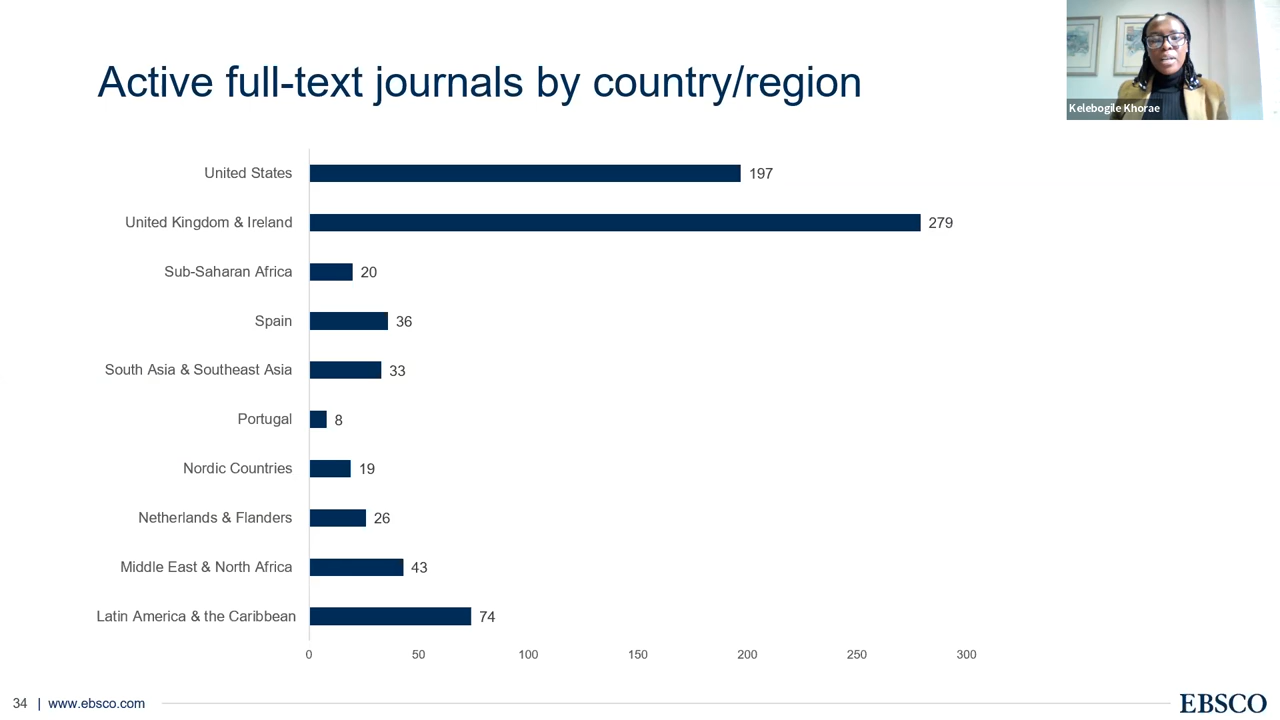 Active full-text journals by country/region
Kelebogile Khorae
United States 197
United Kingdom & Ireland 279
Sub-Saharan Africa 20
Spain 36
South Asia & Southeast Asia 33
Portugal 8
Nordic Countries 19
Netherlands & Flanders 26
Middle East & North Africa 43
Latin America & the Caribbean 74
0 50 100 150 200 250 300
34 | www.ebsco.com
EBSCO